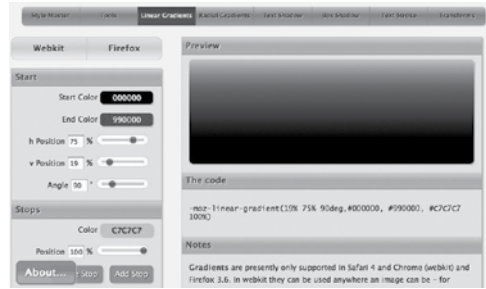 Style Master Tools Linear Gradients Radial Gradients Text Shadow Box Shadow Text Stroke Transforms
Webkit Firefox
Start
Start Color 000000
End Color 990000
h Position 75 %
v Position 19 %
Angle 90 °
Stops
Color C7C7C7
Position 100 %
About... Stop Add Stop
Preview
The code
-moz-linear-gradient(19% 75% 90deg,#000000, #990000, #C7C7C7
100%)
Notes
Gradients are presently only supported in Safari 4 and Chrome (webkit) and
Firefox 3.6. In webkit they can be used anywhere an image can be - for